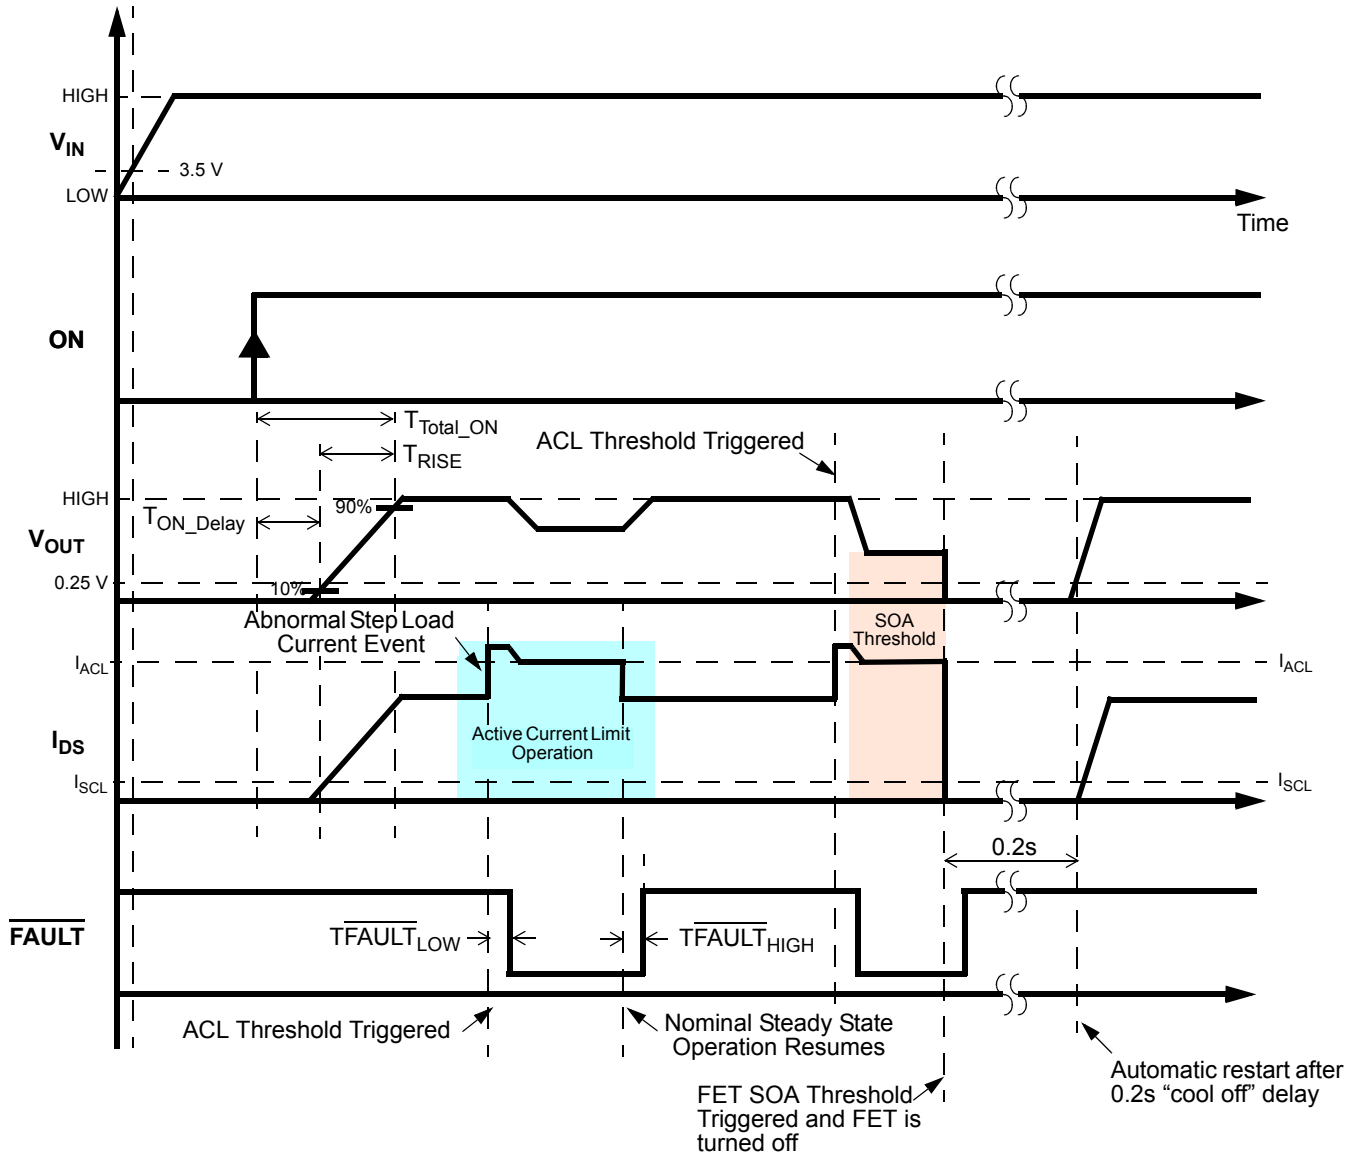 HIGH
VIN
3.5 V
LOW
Time
ON
TTotal_ON
ACL Threshold Triggered
TRISE
HIGH
90%
TON_Delay
VOUT
0.25 V
10%
Abnormal Step Load
Current Event
SOA
Threshold
IACL
IACL
IDS
Active Current Limit
Operation
ISCL
ISCL
0.2s
FAULT
TFAULTLOW
TFAULTHIGH
ACL Threshold Triggered
Nominal Steady State
Operation Resumes
Automatic restart after
0.2s “cool off” delay
FET SOA Threshold
Triggered and FET is
turned off